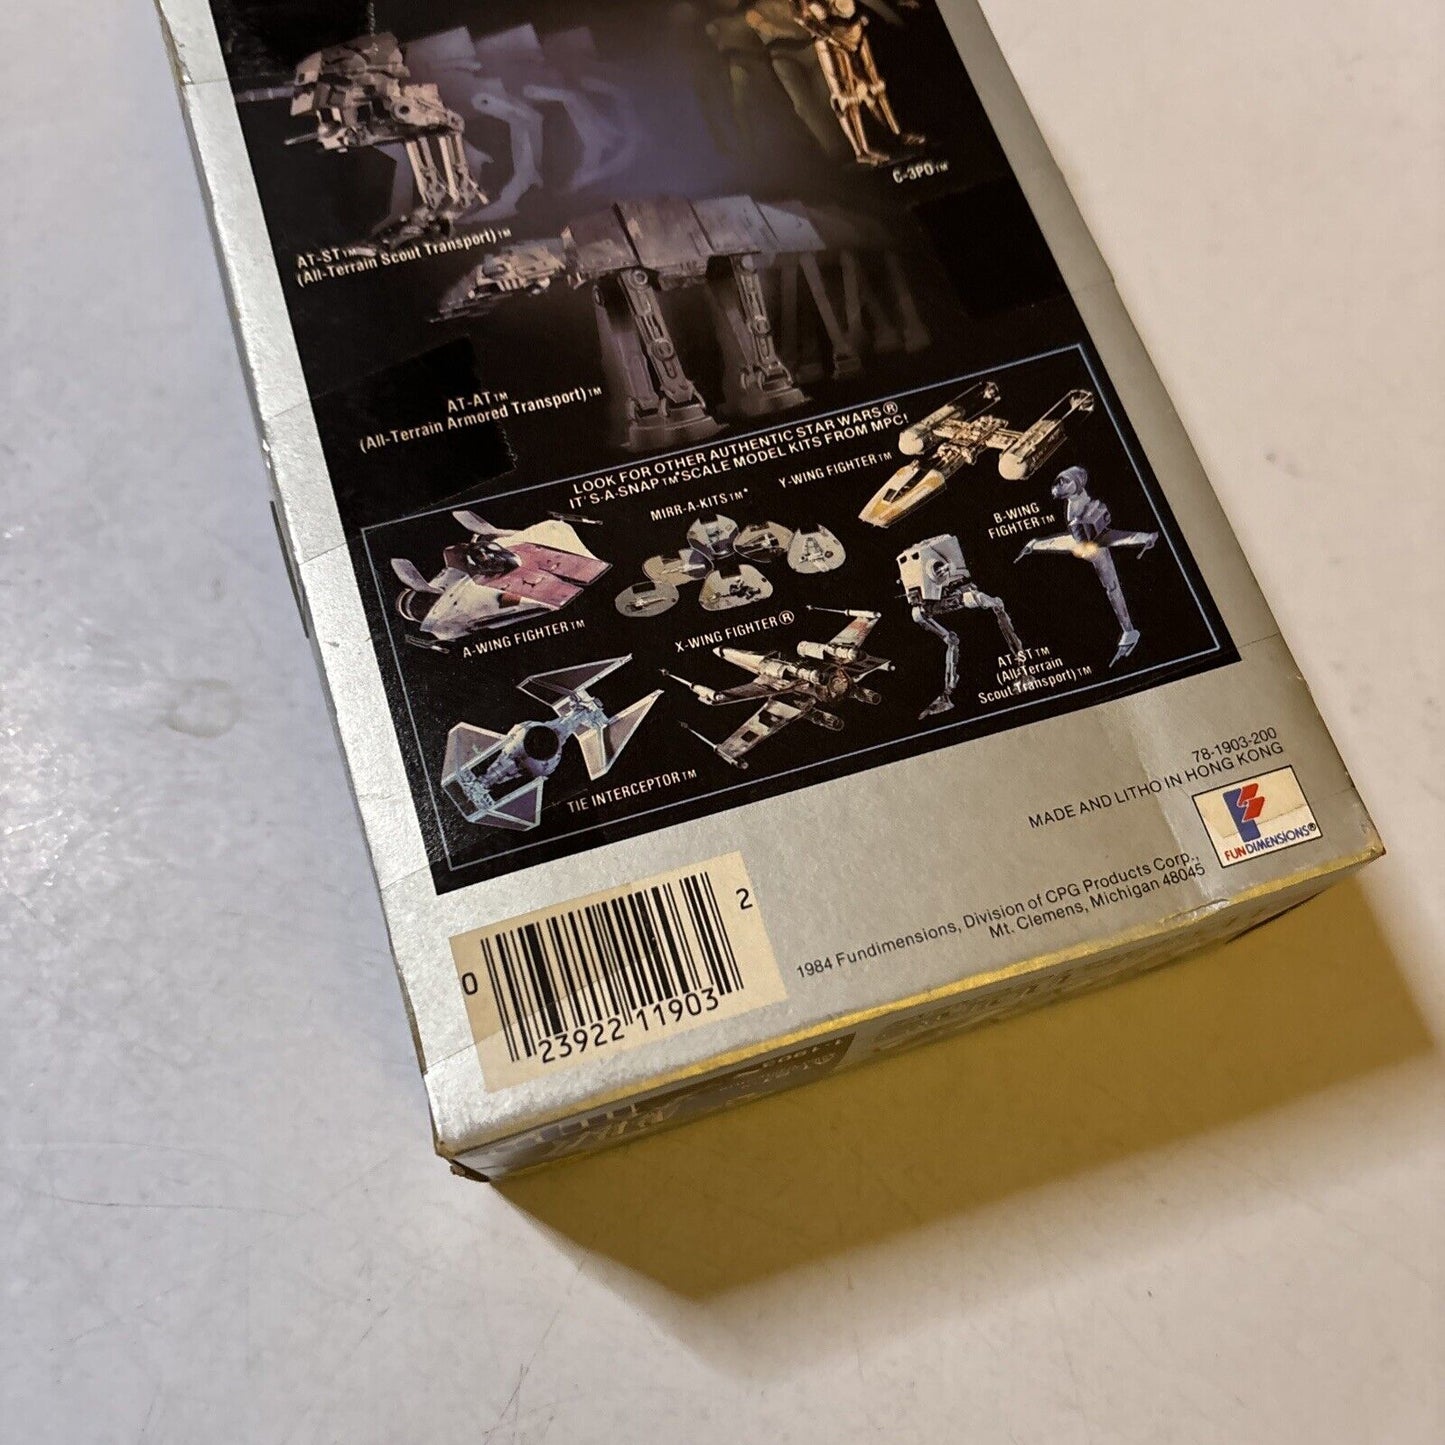 C-3PO™
AT-ST™
(All-Terrain Scout Transport)™
AT-AT™
(All-Terrain Armored Transport)™
LOOK FOR OTHER AUTHENTIC STAR WARS®
IT'S-A-SNAP™*SCALE MODEL KITS FROM MPC!
MIRR-A-KITS™*
Y-WING FIGHTER™
B-WING
FIGHTER™
A-WING FIGHTER™
X-WING FIGHTER®
AT-ST™
(All-Terrain
Scout Transport)™
TIE INTERCEPTOR™
78-1903-200
MADE AND LITHO IN HONG KONG
FUNDIMENSIONS®
1984 Fundimensions, Division of CPG Products Corp.,
Mt. Clemens, Michigan 48045
0 23922 11903 2